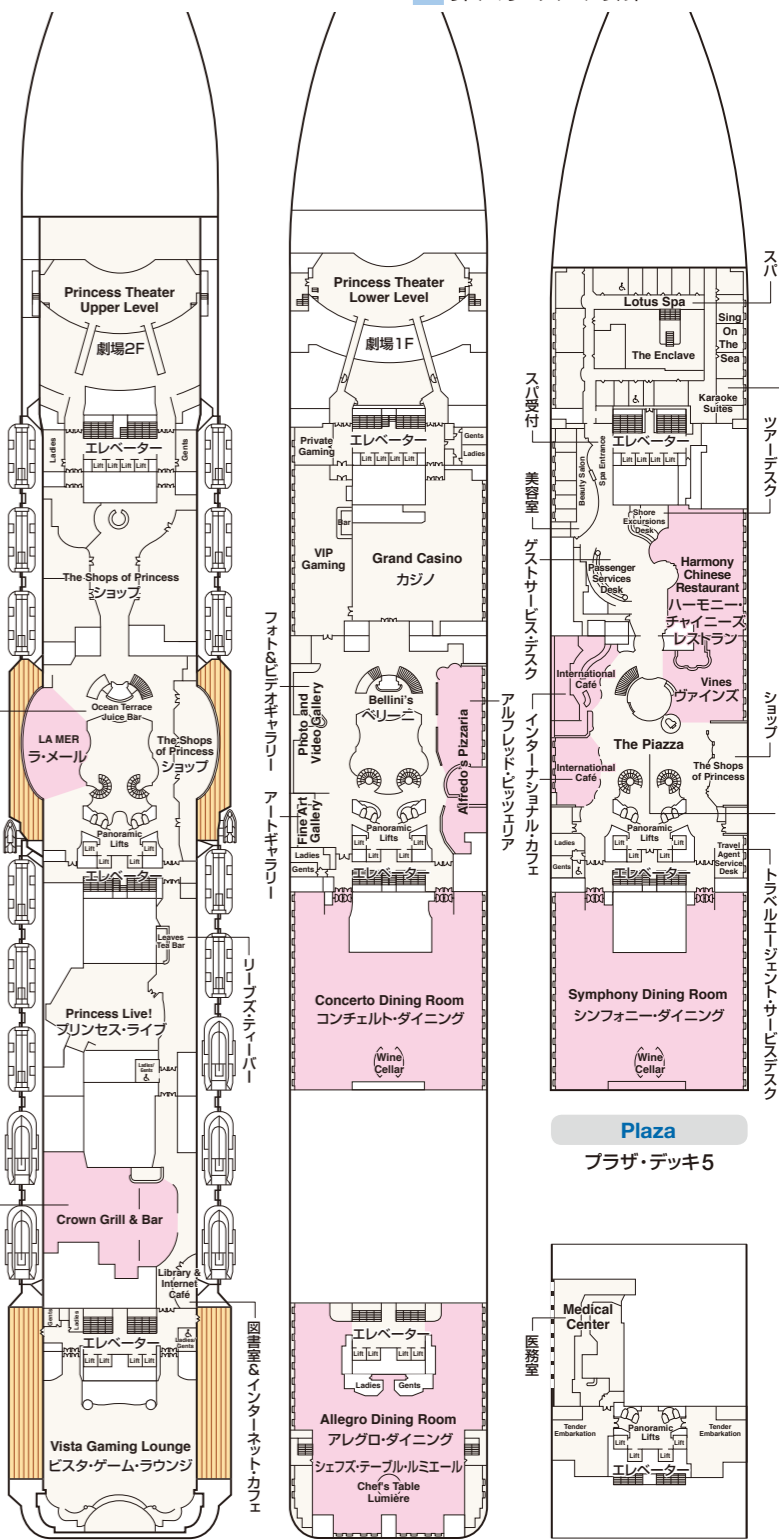 Princess Theater
Upper Level
劇場2F
Ladies
エレベーター
Lift Lift Lift Lift
Gents
The Shops of Princess
ショップ
Ocean Terrace
Juice Bar
LA MER
ラ・メール
The Shops
of Princess
ショップ
Panoramic
Lifts
Lift Lift
Lift Lift
エレベーター
Leaves
Tea Bar
リーブズ・ティーバー
Princess Live!
プリンセス・ライブ
Ladies/
Gents
Crown Grill & Bar
Library &
Internet
Café
図書室&インターネット・カフェ
Gents
Ladies
エレベーター
Lift Lift Lift Lift
Ladies/
Gents
Vista Gaming Lounge
ビスタ・ゲーム・ラウンジ
Princess Theater
Lower Level
劇場1F
Private
Gaming
エレベーター
Lift Lift Lift Lift
Gents
Ladies
Bar
VIP
Gaming
Grand Casino
カジノ
フォト&ビデオギャラリー
Photo and
Video Gallery
Bellini's
ベリーニ
Alfredo's Pizzaria
アルフレッド・ピッツェリア
アートギャラリー
Fine Art
Gallery
Panoramic
Lifts
Lift Lift
Lift Lift
Ladies
Gents
エレベーター
Concerto Dining Room
コンチェルト・ダイニング
Wine
Cellar
エレベーター
Lift Lift Lift Lift
Ladies
Gents
Allegro Dining Room
アレグロ・ダイニング
シェフズ・テーブル・ルミエール
Chef's Table
Lumière
スパ
Lotus Spa
Sing
On
The
Sea
The Enclave
Karaoke
Suites
スパ受付
エレベーター
Lift Lift Lift Lift
ツアーデスク
美容室
Beauty Salon
Spa Entrance
Shore
Excursions
Desk
ゲストサービス・デスク
Passenger
Services
Desk
Harmony
Chinese
Restaurant
ハーモニー・
チャイニーズ
レストラン
International
Café
Vines
ヴァインズ
インターナショナル・カフェ
International
Café
The Piazza
The Shops
of Princess
ショップ
Panoramic
Lifts
Lift Lift
Lift Lift
Ladies
Gents
エレベーター
Travel
Agent
Service
Desk
トラベルエージェント・サービスデスク
Symphony Dining Room
シンフォニー・ダイニング
Wine
Cellar
Plaza
プラザ・デッキ5
Medical
Center
医務室
Tender
Embarkation
Panoramic
Lifts
Tender
Embarkation
Lift Lift
Lift Lift
エレベーター